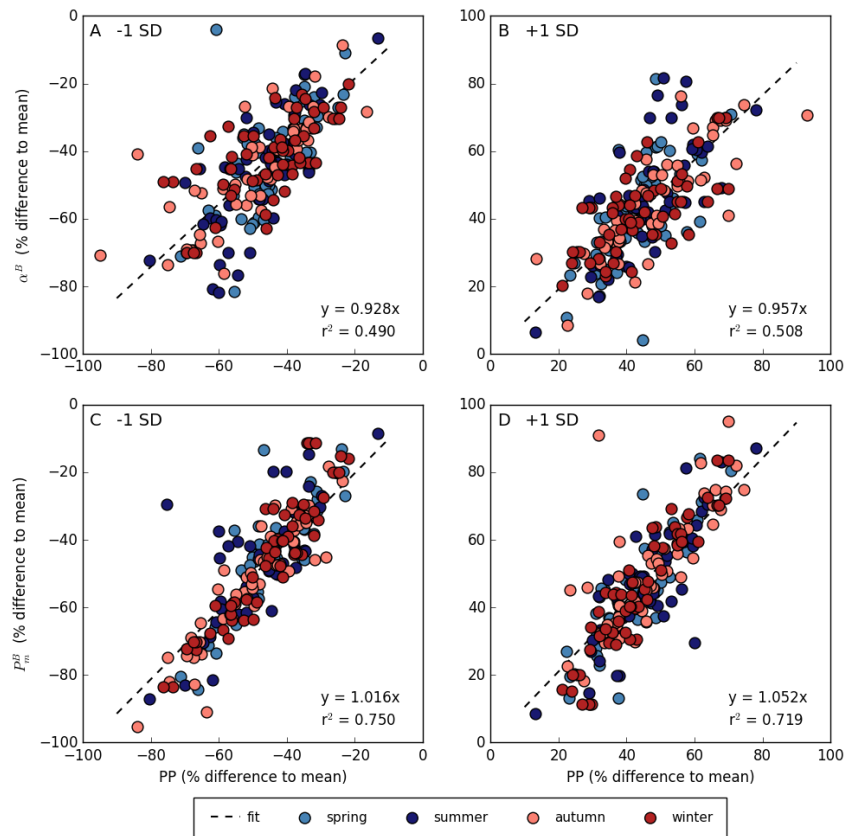 A -1 SD
B +1 SD
0
−20
−40
−60
−80
−100
α^B (% difference to mean)
y = 0.928x
r² = 0.490
−100 −80 −60 −40 −20 0
100
80
60
40
20
0
y = 0.957x
r² = 0.508
0 20 40 60 80 100
C -1 SD
D +1 SD
0
−20
−40
−60
−80
−100
P_m^B (% difference to mean)
y = 1.016x
r² = 0.750
−100 −80 −60 −40 −20 0
PP (% difference to mean)
100
80
60
40
20
0
y = 1.052x
r² = 0.719
0 20 40 60 80 100
PP (% difference to mean)
fit spring summer autumn winter